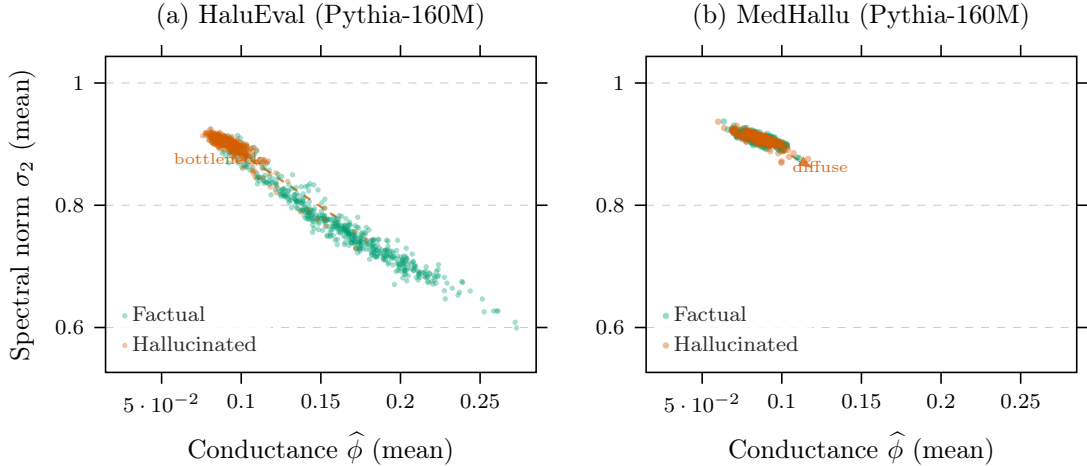 (a) HaluEval (Pythia-160M)
(b) MedHallu (Pythia-160M)
Spectral norm σ₂ (mean)
1
0.8
0.6
bottleneck
Factual
Hallucinated
5 · 10⁻²
0.1
0.15
0.2
0.25
Conductance φ̂ (mean)
1
0.8
0.6
diffuse
Factual
Hallucinated
5 · 10⁻²
0.1
0.15
0.2
0.25
Conductance φ̂ (mean)